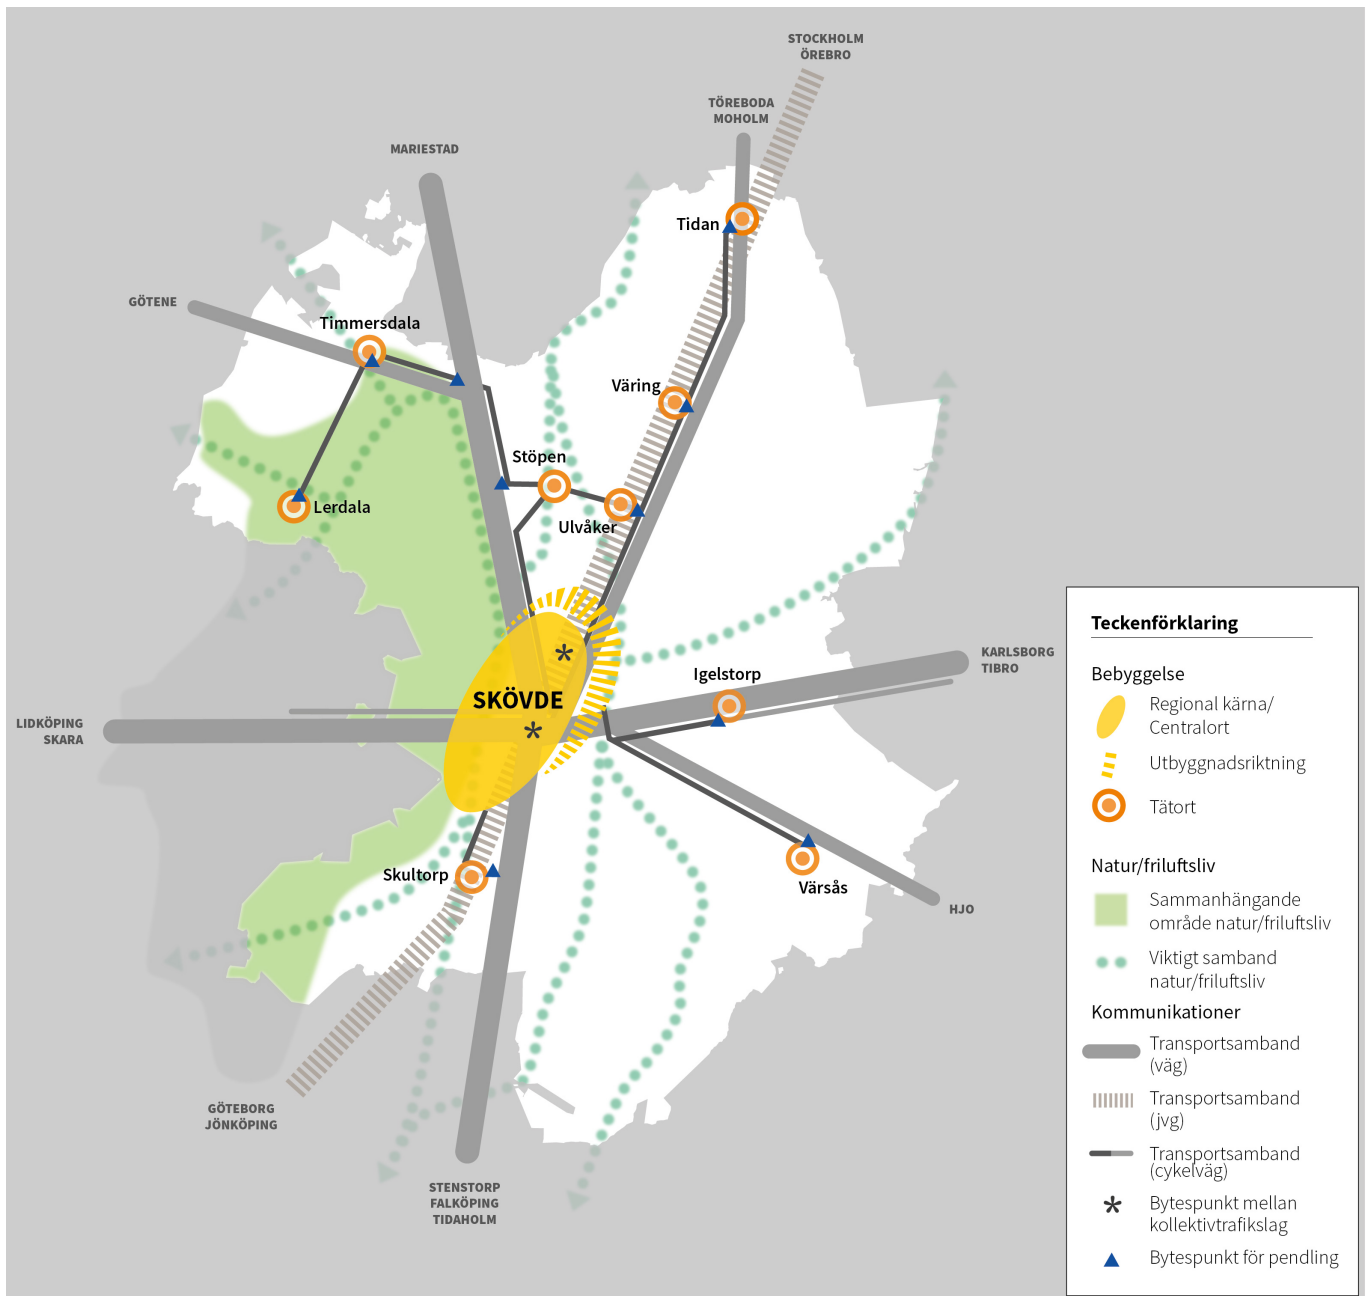 STOCKHOLM
ÖREBRO
TÖREBODA
MOHOLM
MARIESTAD
Tidan
GÖTENE
Timmersdala
Väring
Stöpen
Lerdala
Ulvåker
KARLSBORG
TIBRO
Igelstorp
SKÖVDE
LIDKÖPING
SKARA
Skultorp
Värsås
HJO
GÖTEBORG
JÖNKÖPING
STENSTORP
FALKÖPING
TIDAHOLM
Teckenförklaring
Bebyggelse
Regional kärna/
Centralort
Utbyggnadsriktning
Tätort
Natur/friluftsliv
Sammanhängande
område natur/friluftsliv
Viktigt samband
natur/friluftsliv
Kommunikationer
Transportsamband
(väg)
Transportsamband
(jvg)
Transportsamband
(cykelväg)
Bytespunkt mellan
kollektivtrafikslag
Bytespunkt för pendling